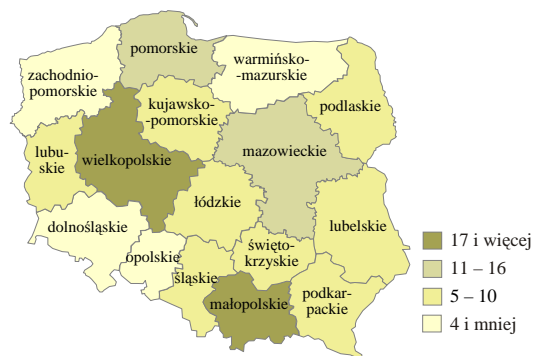 pomorskie
warmińsko-
-mazurskie
zachodnio-
pomorskie
kujawsko-
-pomorskie
podlaskie
lubu-
skie
wielkopolskie
mazowieckie
łódzkie
lubelskie
dolnośląskie
opolskie
śląskie
święto-
krzyskie
małopolskie
podkar-
packie
17 i więcej
11 – 16
5 – 10
4 i mniej